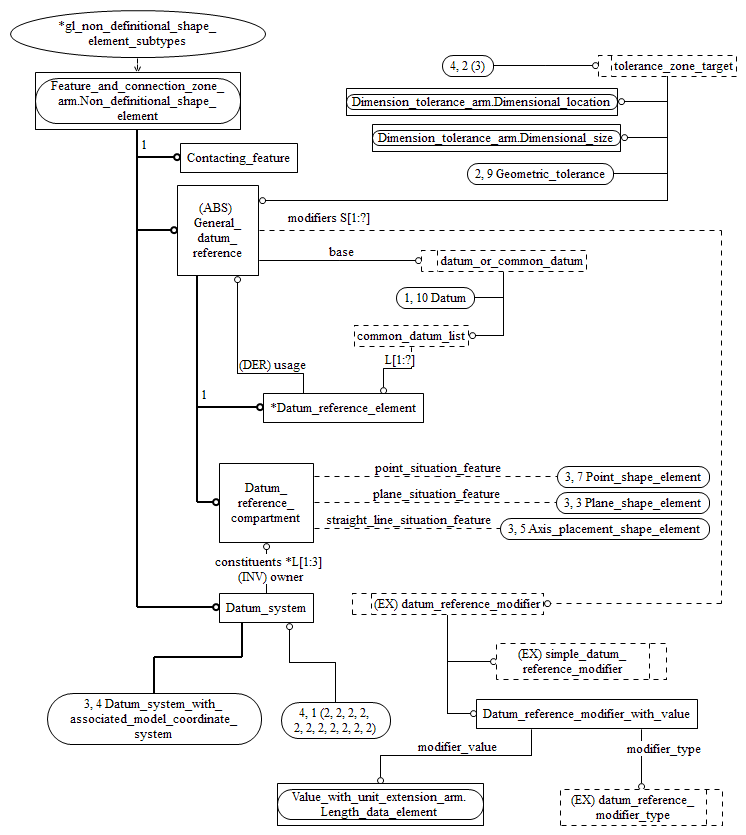 *gl_non_definitional_shape_
element_subtypes
4, 2 (3)
tolerance_zone_target
Feature_and_connection_zone_
arm.Non_definitional_shape_
element
Dimension_tolerance_arm.Dimensional_location
Dimension_tolerance_arm.Dimensional_size
1
Contacting_feature
2, 9 Geometric_tolerance
(ABS)
General_
datum_
reference
modifiers S[1:?]
base
datum_or_common_datum
1, 10 Datum
common_datum_list
L[1:?]
(DER) usage
1
*Datum_reference_element
Datum_
reference_
compartment
point_situation_feature
3, 7 Point_shape_element
plane_situation_feature
3, 3 Plane_shape_element
straight_line_situation_feature
3, 5 Axis_placement_shape_element
constituents *L[1:3]
(INV) owner
Datum_system
(EX) datum_reference_modifier
(EX) simple_datum_
reference_modifier
3, 4 Datum_system_with_
associated_model_coordinate_
system
4, 1 (2, 2, 2, 2,
2, 2, 2, 2, 2, 2, 2)
Datum_reference_modifier_with_value
modifier_value
modifier_type
Value_with_unit_extension_arm.
Length_data_element
(EX) datum_reference_
modifier_type